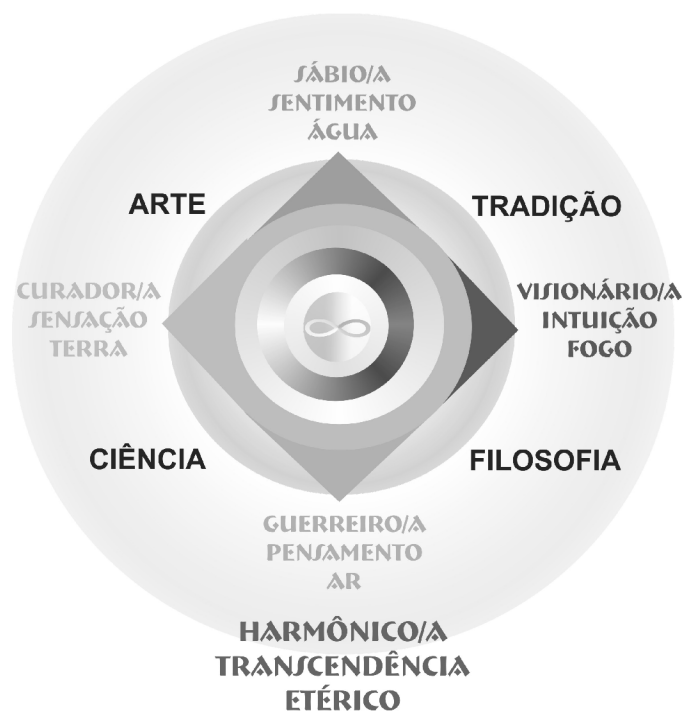 SÁBIO/A
SENTIMENTO
ÁGUA
ARTE
TRADIÇÃO
CURADOR/A
SENSAÇÃO
TERRA
VISIONÁRIO/A
INTUIÇÃO
FOGO
CIÊNCIA
FILOSOFIA
GUERREIRO/A
PENSAMENTO
AR
HARMÔNICO/A
TRANSCENDÊNCIA
ETÉRICO